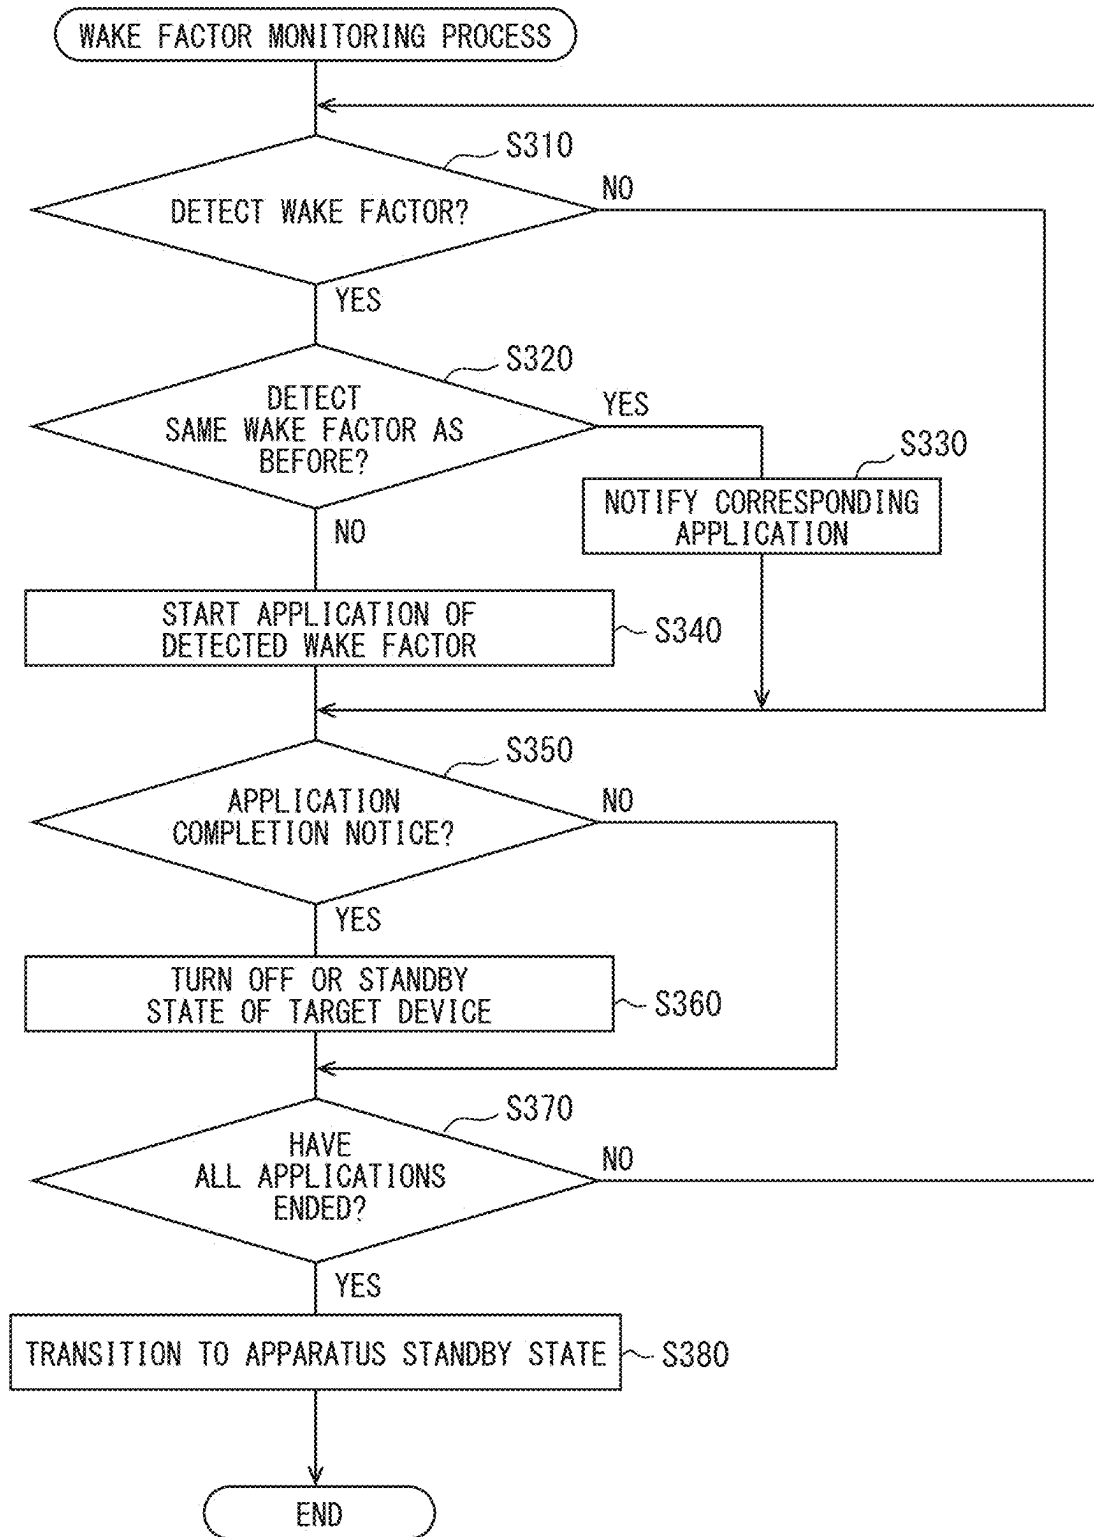 WAKE FACTOR MONITORING PROCESS
S310
DETECT WAKE FACTOR?
NO
YES
S320
DETECT
SAME WAKE FACTOR AS
BEFORE?
YES
NO
S330
NOTIFY CORRESPONDING
APPLICATION
START APPLICATION OF
DETECTED WAKE FACTOR
S340
S350
APPLICATION
COMPLETION NOTICE?
NO
YES
TURN OFF OR STANDBY
STATE OF TARGET DEVICE
S360
S370
HAVE
ALL APPLICATIONS
ENDED?
NO
YES
TRANSITION TO APPARATUS STANDBY STATE
S380
END